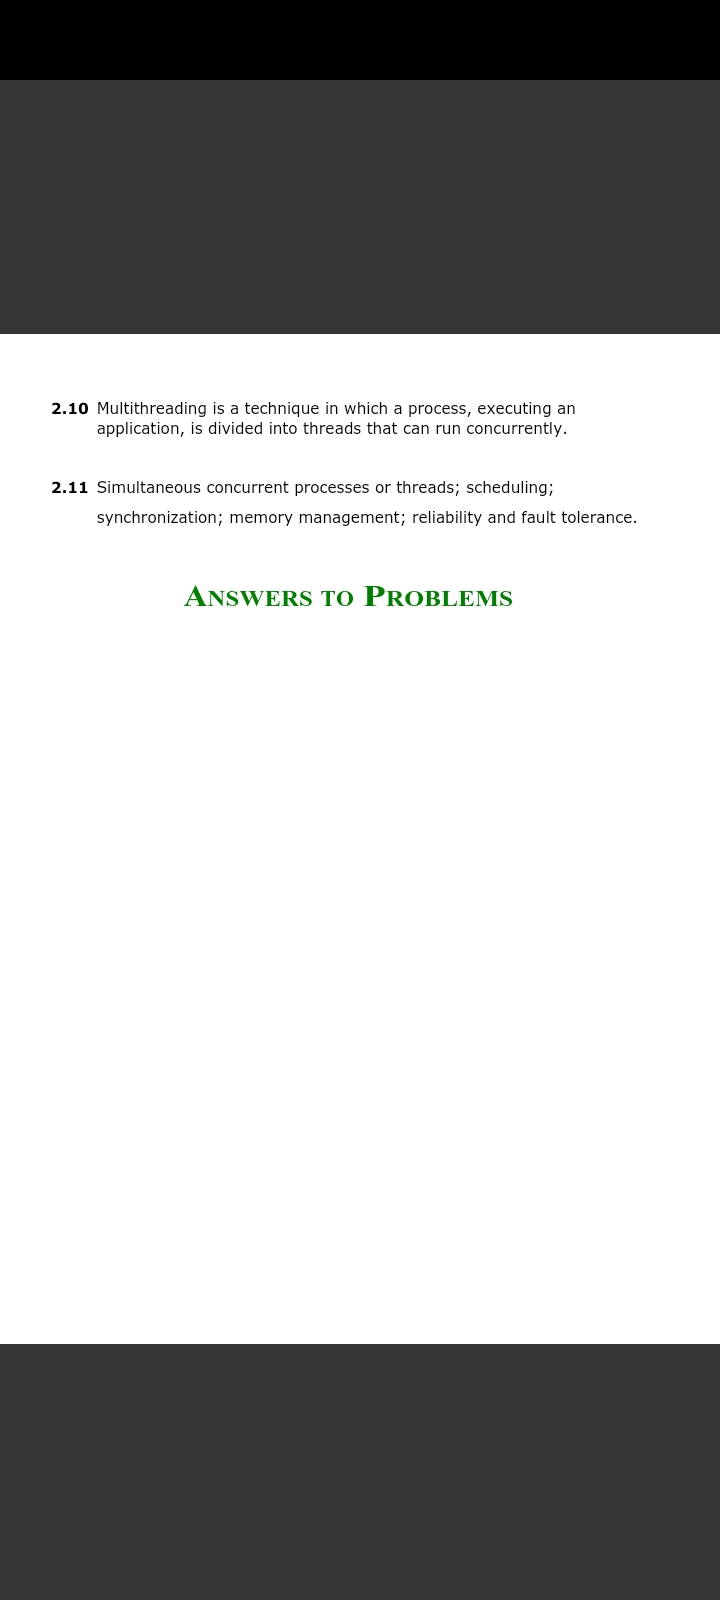 2.10 Multithreading is a technique in which a process, executing an
application, is divided into threads that can run concurrently.
2.11 Simultaneous concurrent processes or threads; scheduling;
synchronization; memory management; reliability and fault tolerance.
ANSWERS TO PROBLEMS